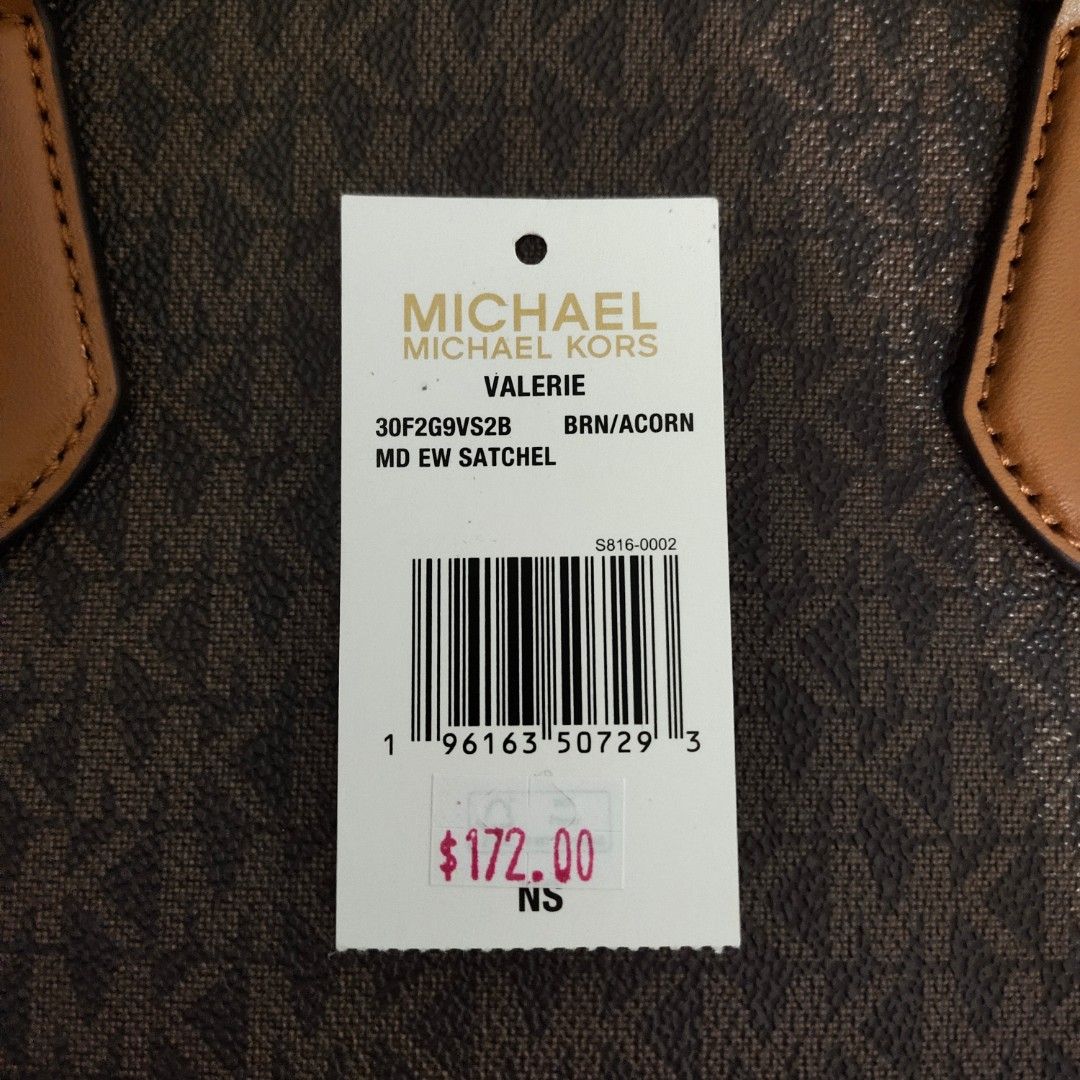 MICHAEL
MICHAEL KORS
VALERIE
30F2G9VS2B BRN/ACORN
MD EW SATCHEL
S816-0002
1 96163 50729 3
$172.00
NS